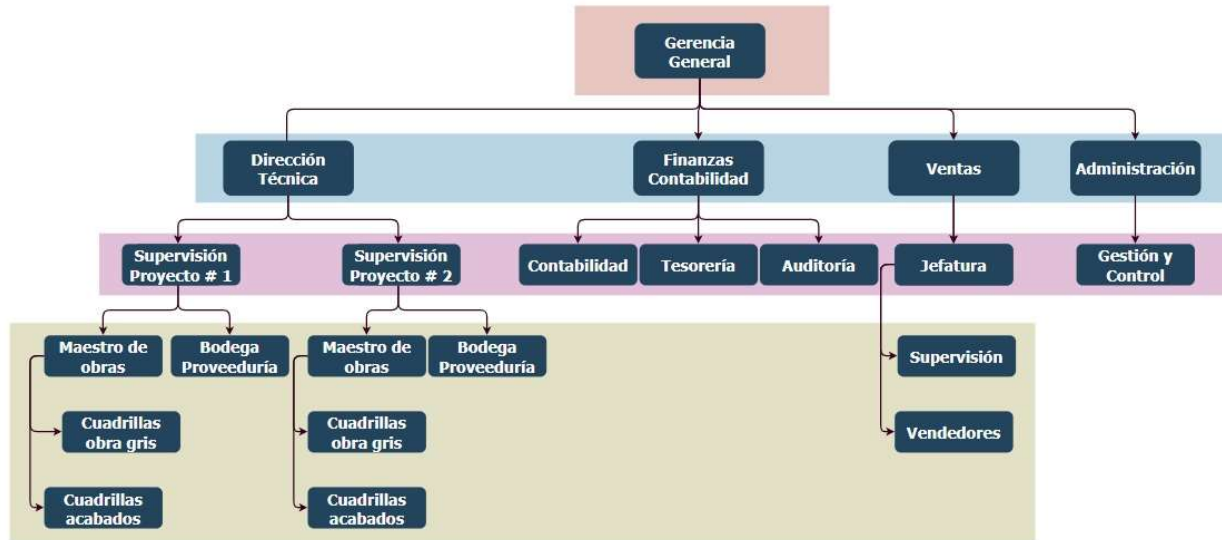 Gerencia
General
Dirección
Técnica
Finanzas
Contabilidad
Ventas
Administración
Supervisión
Proyecto # 1
Supervisión
Proyecto # 2
Contabilidad
Tesorería
Auditoría
Jefatura
Gestión y
Control
Maestro de
obras
Bodega
Proveeduría
Maestro de
obras
Bodega
Proveeduría
Supervisión
Cuadrillas
obra gris
Cuadrillas
obra gris
Vendedores
Cuadrillas
acabados
Cuadrillas
acabados